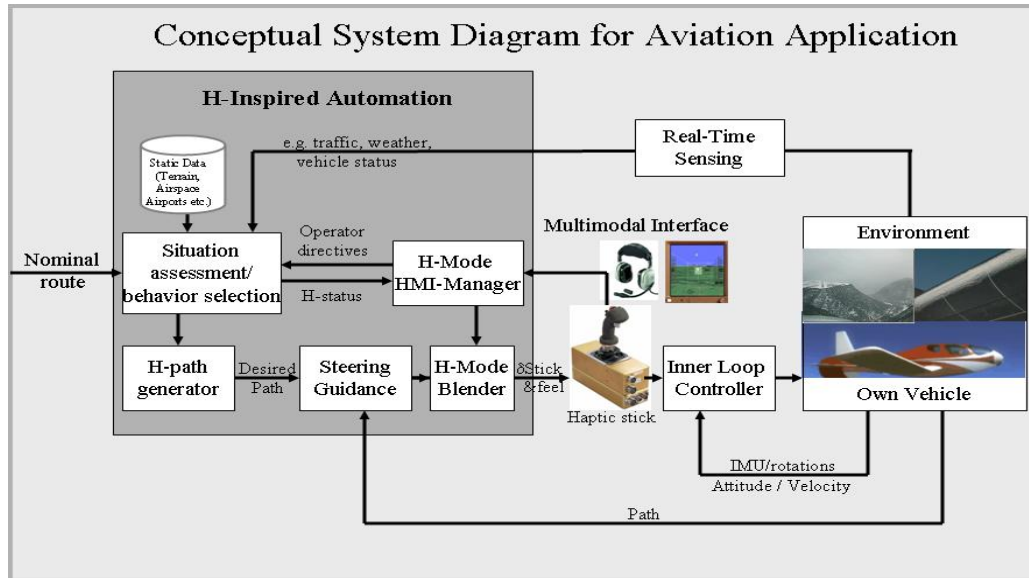 Conceptual System Diagram for Aviation Application
H-Inspired Automation
Static Data
(Terrain,
Airspace
Airports etc.)
e.g. traffic, weather,
vehicle status
Real-Time
Sensing
Nominal
route
Situation
assessment/
behavior selection
Operator
directives
H-status
H-Mode
HMI-Manager
Multimodal Interface
Environment
H-path
generator
Desired
Path
Steering
Guidance
H-Mode
Blender
δStick
&feel
Haptic stick
Inner Loop
Controller
Own Vehicle
IMU/rotations
Attitude / Velocity
Path